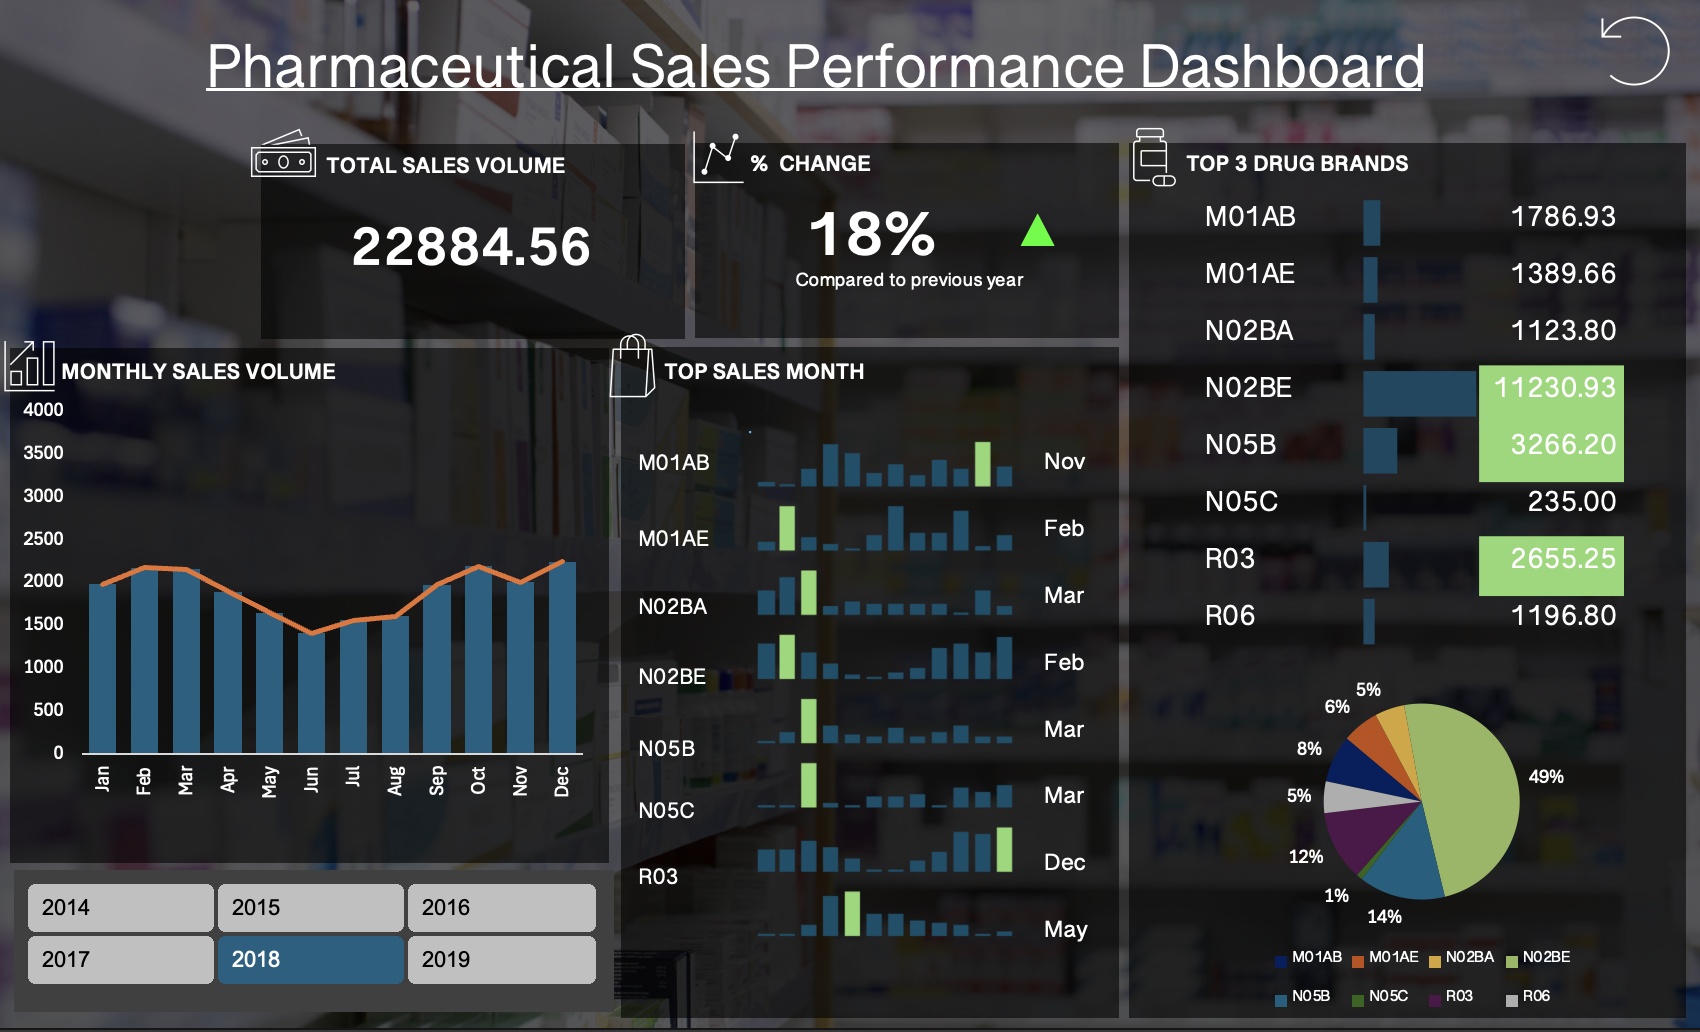 Pharmaceutical Sales Performance Dashboard
TOTAL SALES VOLUME
22884.56
% CHANGE
18%
Compared to previous year
TOP 3 DRUG BRANDS
M01AB 1786.93
M01AE 1389.66
N02BA 1123.80
N02BE 11230.93
N05B 3266.20
N05C 235.00
R03 2655.25
R06 1196.80
MONTHLY SALES VOLUME
4000
3500
3000
2500
2000
1500
1000
500
0
Jan Feb Mar Apr May Jun Jul Aug Sep Oct Nov Dec
TOP SALES MONTH
M01AB Nov
M01AE Feb
N02BA Mar
N02BE Feb
N05B Mar
N05C Mar
R03 Dec
May
5%
6%
8%
49%
5%
12%
1%
14%
M01AB M01AE N02BA N02BE
N05B N05C R03 R06
2014 2015 2016
2017 2018 2019